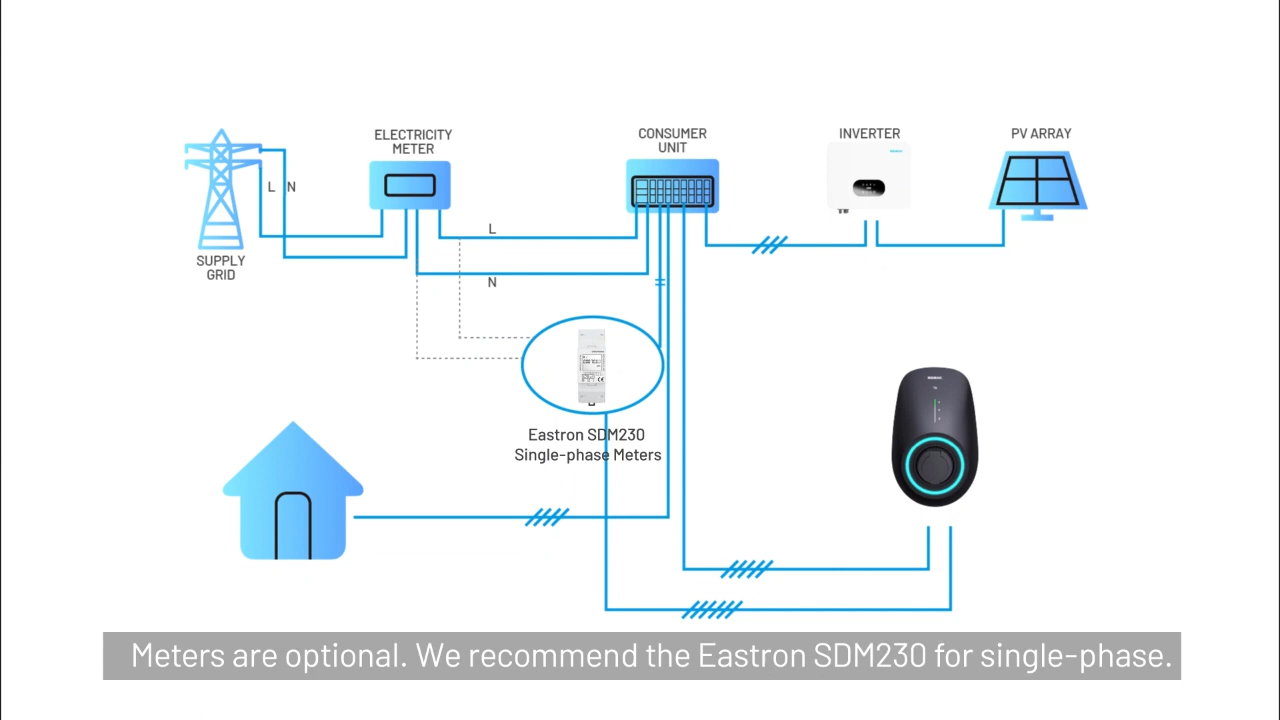 ELECTRICITY
METER
CONSUMER
UNIT
INVERTER
PV ARRAY
L N
L
N
SUPPLY
GRID
Eastron SDM230
Single-phase Meters
Meters are optional. We recommend the Eastron SDM230 for single-phase.